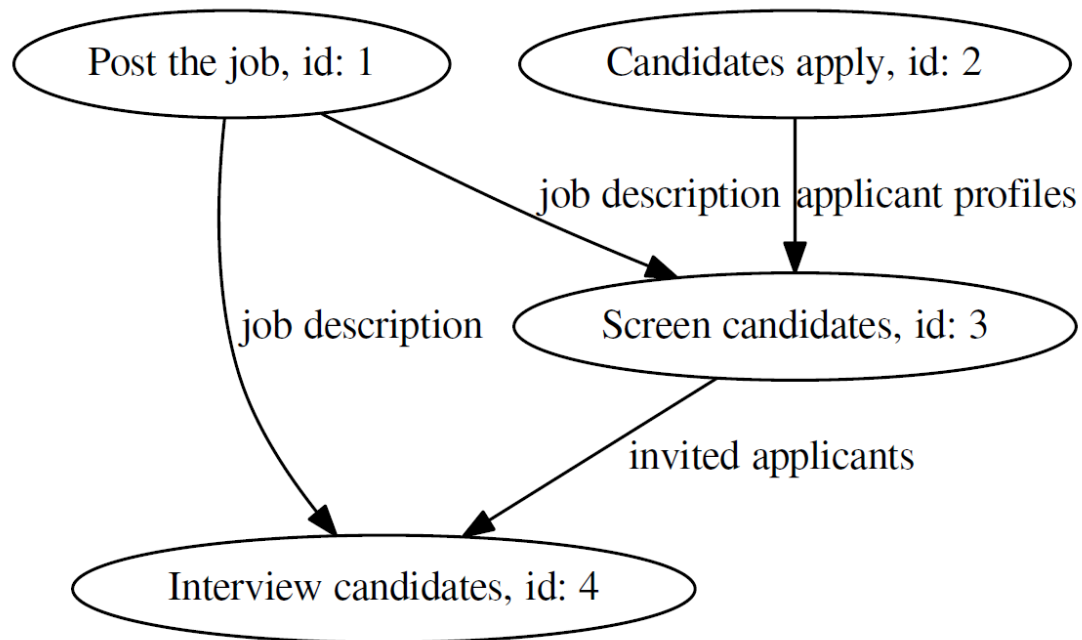 Post the job, id: 1
Candidates apply, id: 2
job description
applicant profiles
job description
Screen candidates, id: 3
invited applicants
Interview candidates, id: 4